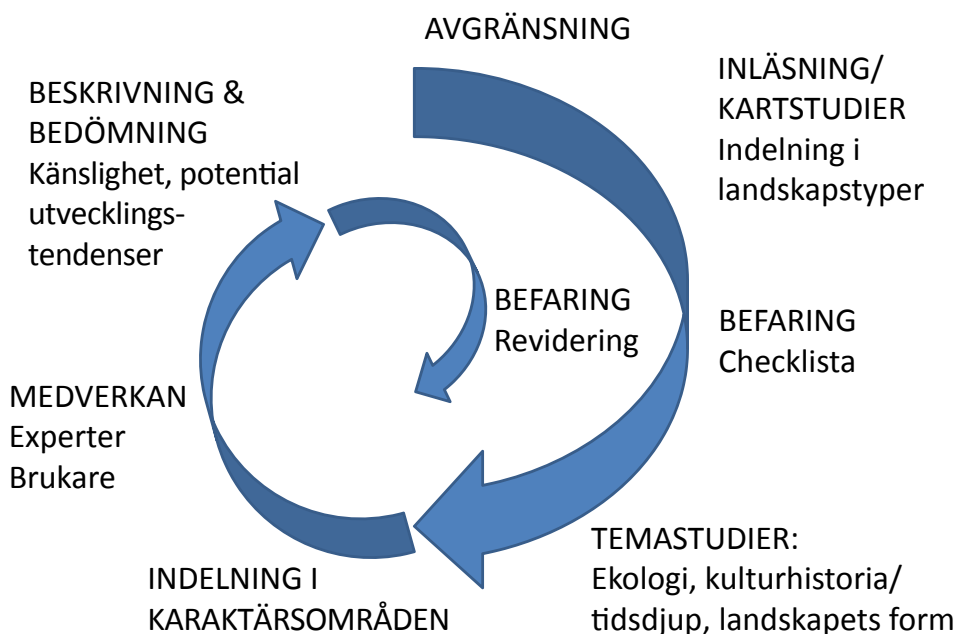 AVGRÄNSNING
INLÄSNING/
KARTSTUDIER
Indelning i
landskapstyper
BEFARING
Checklista
TEMASTUDIER:
Ekologi, kulturhistoria/
tidsdjup, landskapets form
INDELNING I
KARAKTÄRSOMRÅDEN
MEDVERKAN
Experter
Brukare
BESKRIVNING &
BEDÖMNING
Känslighet, potential
utvecklings-
tendenser
BEFARING
Revidering